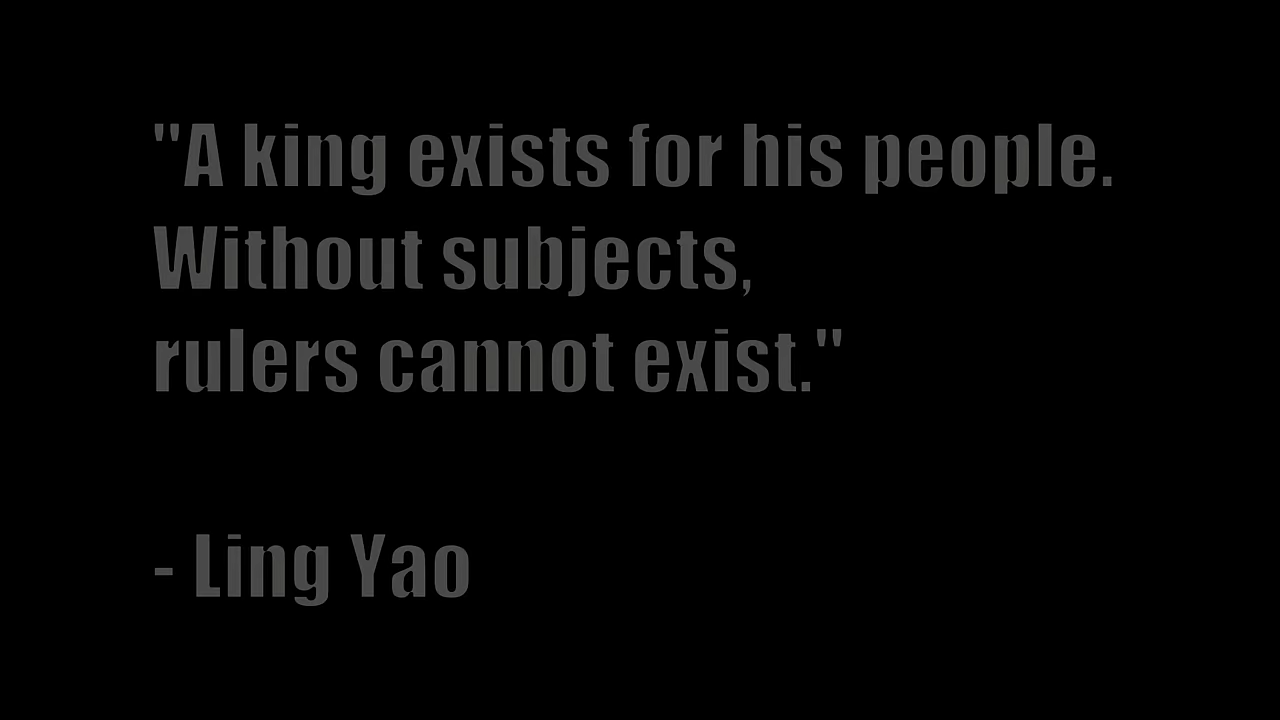 "A king exists for his people.
Without subjects,
rulers cannot exist."
- Ling Yao